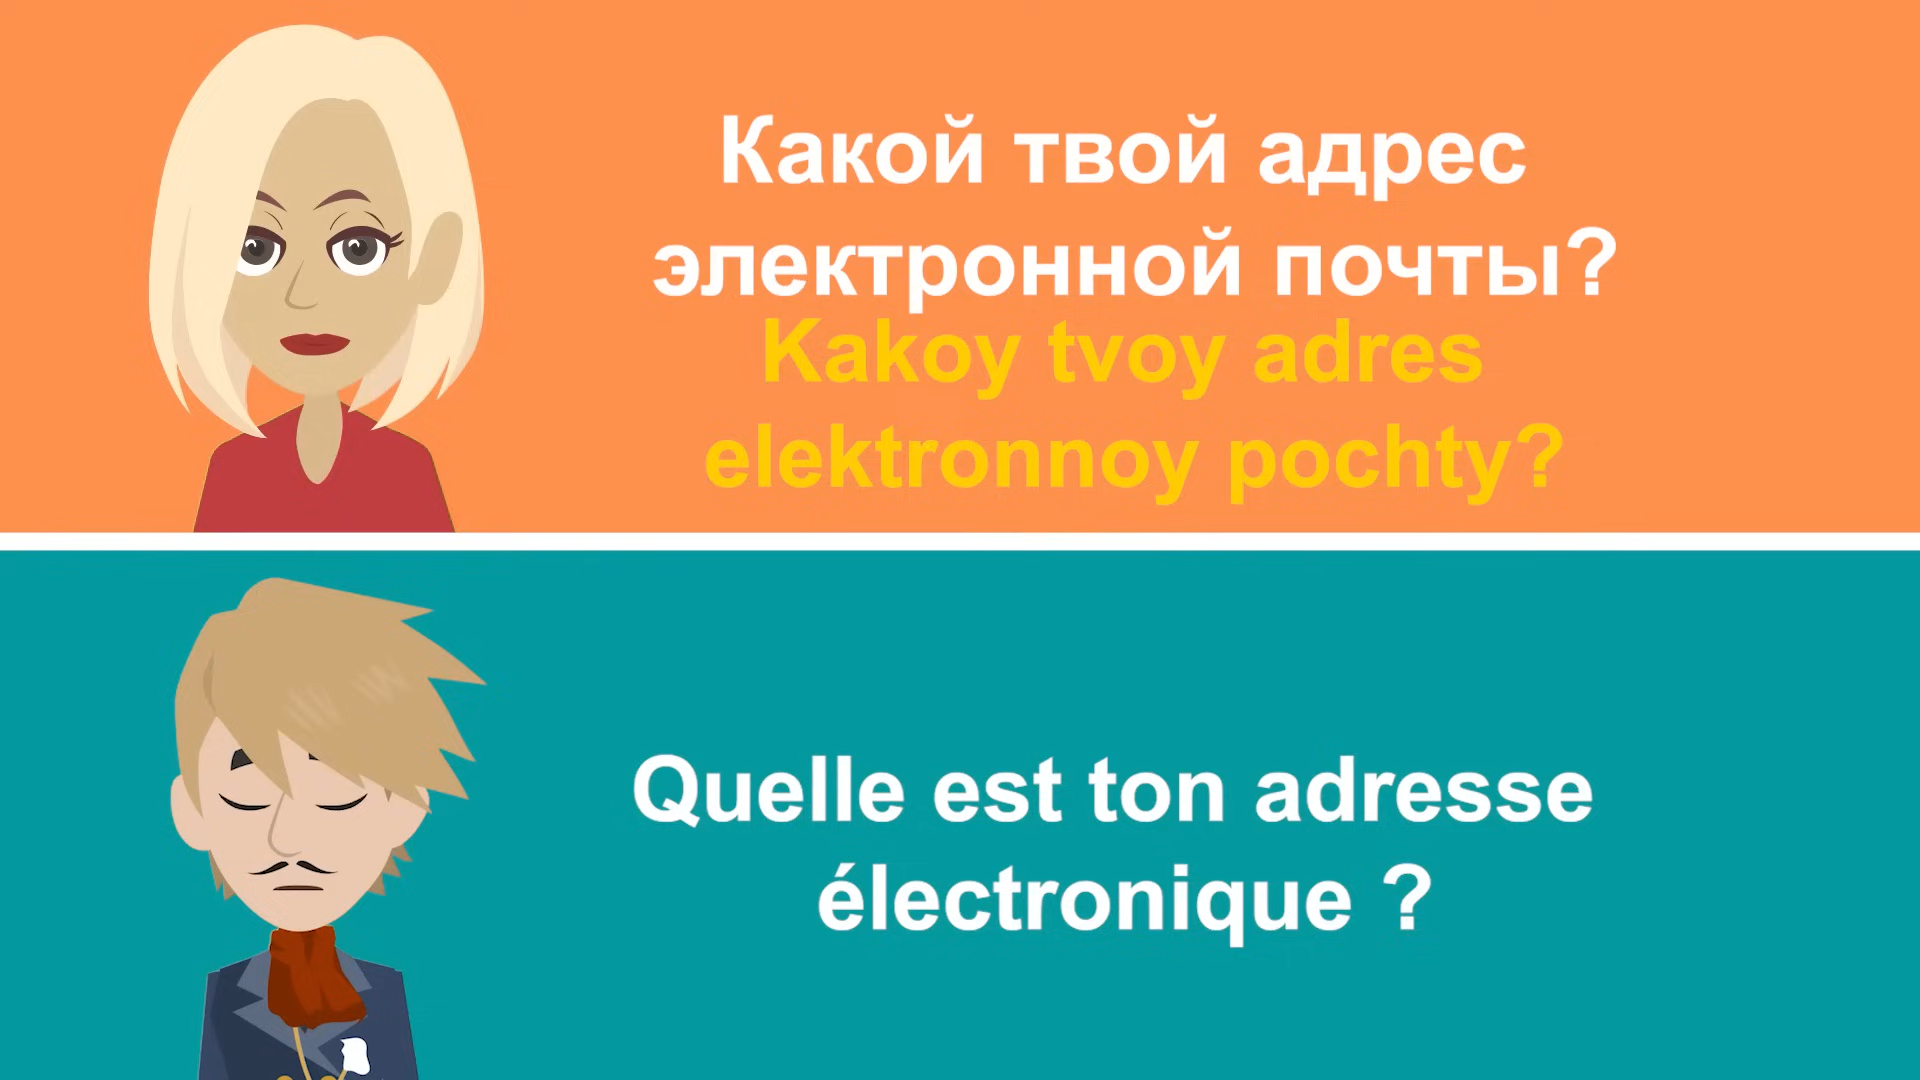 Какой твой адрес
электронной почты?
Kakoy tvoy adres
elektronnoy pochty?
Quelle est ton adresse
électronique ?